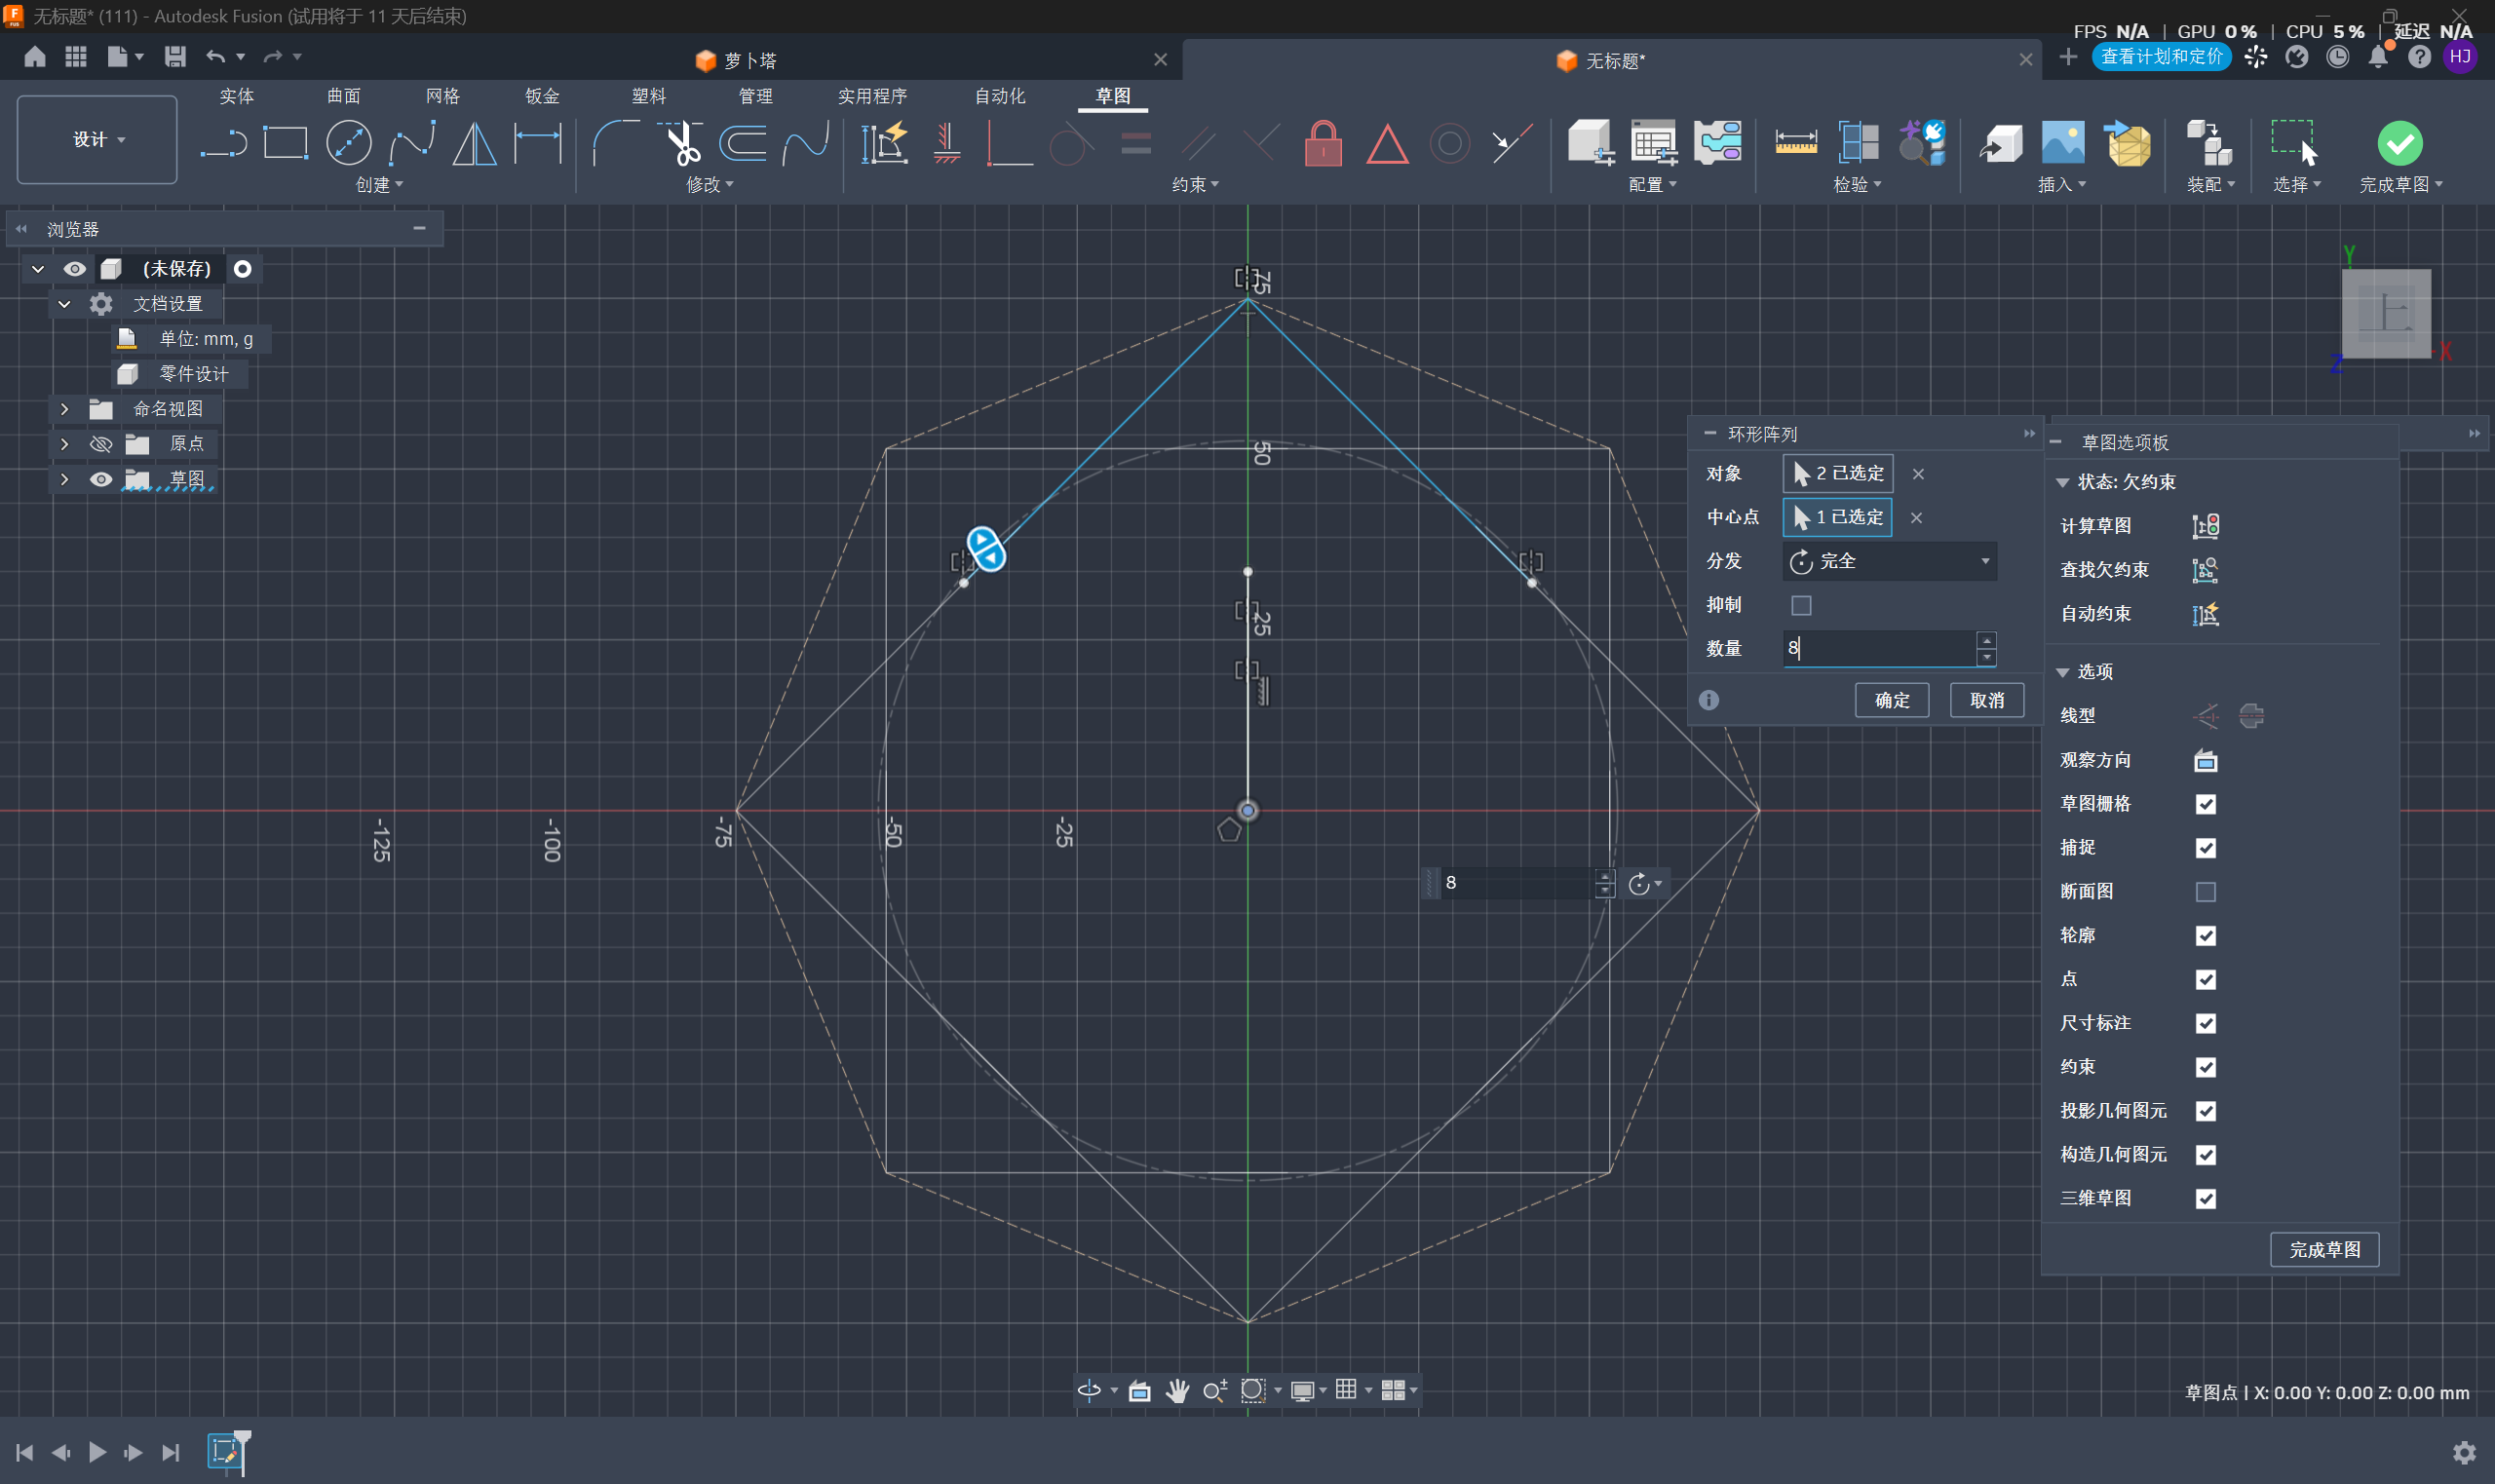 无标题* (111) - Autodesk Fusion (试用将于 11 天后结束)
FPS N/A | GPU 0 % | CPU 5 % | 延迟 N/A
萝卜塔
无标题*
查看计划和定价
HJ
实体 曲面 网格 钣金 塑料 管理 实用程序 自动化 草图
设计
创建 修改 约束 配置 检验 插入 装配 选择 完成草图
浏览器
(未保存)
文档设置
单位: mm, g
零件设计
命名视图
原点
草图
75
50
25
-125
-100
-75
-50
-25
8
Y
上
X
Z
环形阵列
对象 2 已选定
中心点 1 已选定
分发 完全
抑制
数量 8
确定 取消
草图选项板
状态: 欠约束
计算草图
查找欠约束
自动约束
选项
线型
观察方向
草图栅格
捕捉
断面图
轮廓
点
尺寸标注
约束
投影几何图元
构造几何图元
三维草图
完成草图
草图点 | X: 0.00 Y: 0.00 Z: 0.00 mm